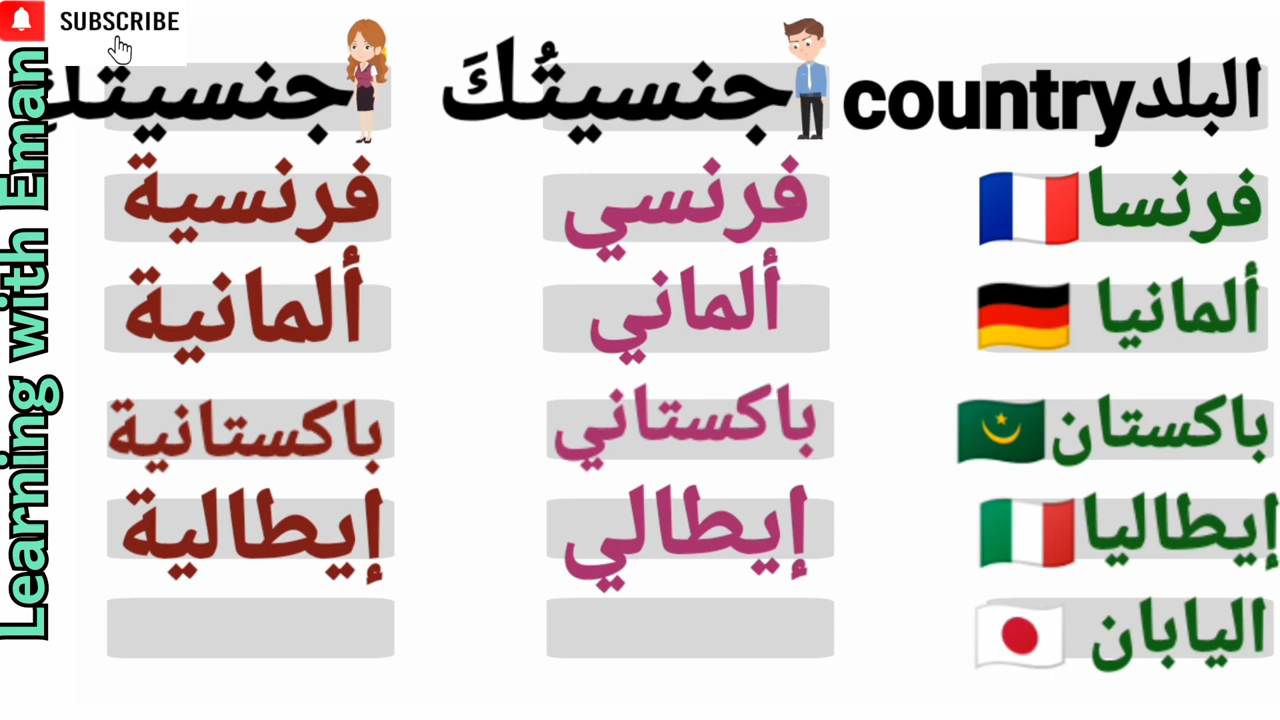 SUBSCRIBE
Learning with Eman
البلد country جنسيتُكَ جنسيتك
فرنسا فرنسي فرنسية
ألمانيا ألماني ألمانية
باكستان باكستاني باكستانية
إيطاليا إيطالي إيطالية
اليابان